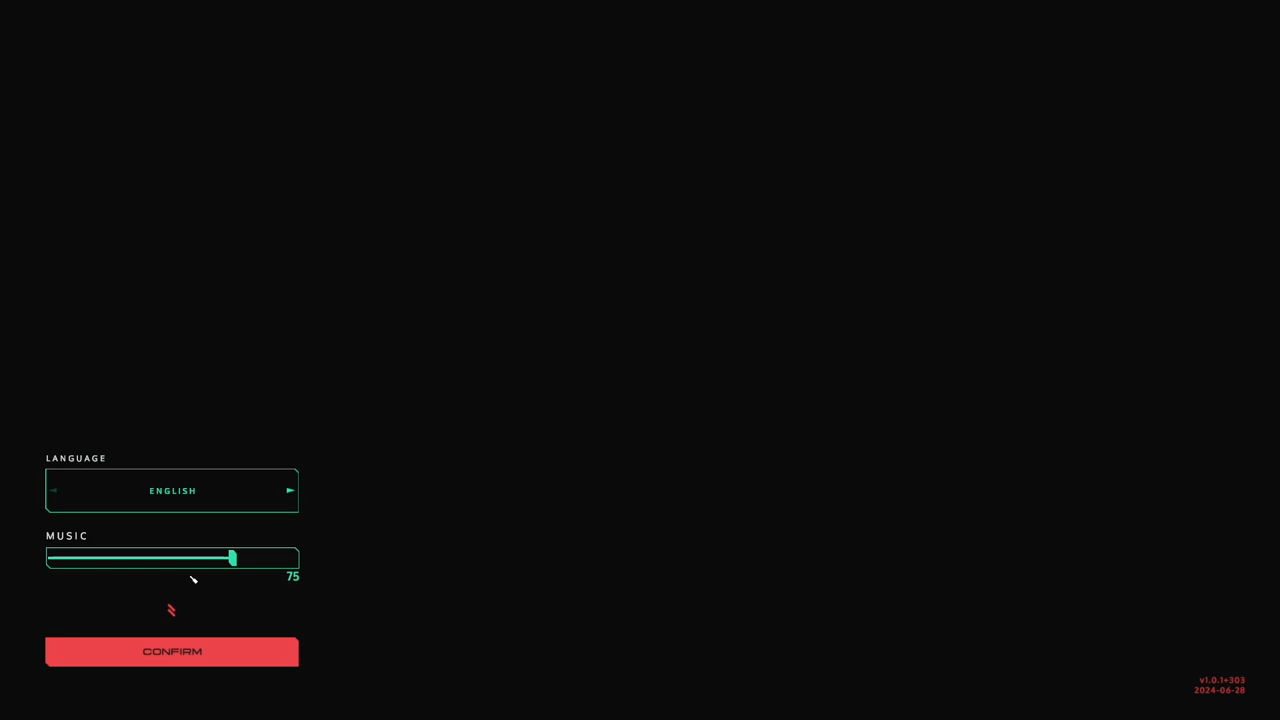 LANGUAGE
ENGLISH
MUSIC
75
CONFIRM
v1.0.1+303
2024-06-28